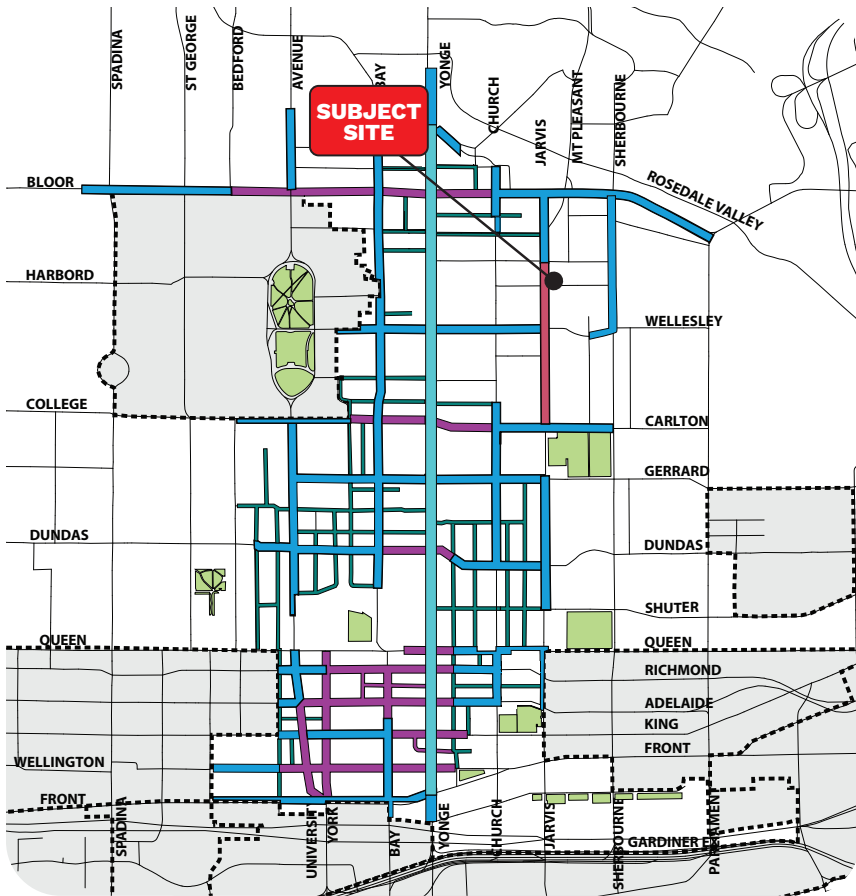 SPADINA
ST GEORGE
BEDFORD
AVENUE
BAY
YONGE
CHURCH
JARVIS
MT PLEASANT
SHERBOURNE
SUBJECT
SITE
BLOOR
ROSEDALE VALLEY
HARBORD
WELLESLEY
COLLEGE
CARLTON
GERRARD
DUNDAS
DUNDAS
SHUTER
QUEEN
QUEEN
RICHMOND
ADELAIDE
KING
FRONT
WELLINGTON
FRONT
SPADINA
UNIVERSIT
YORK
BAY
YONGE
CHURCH
JARVIS
SHERBOURNE
GARDINER E
PARLIAMEN